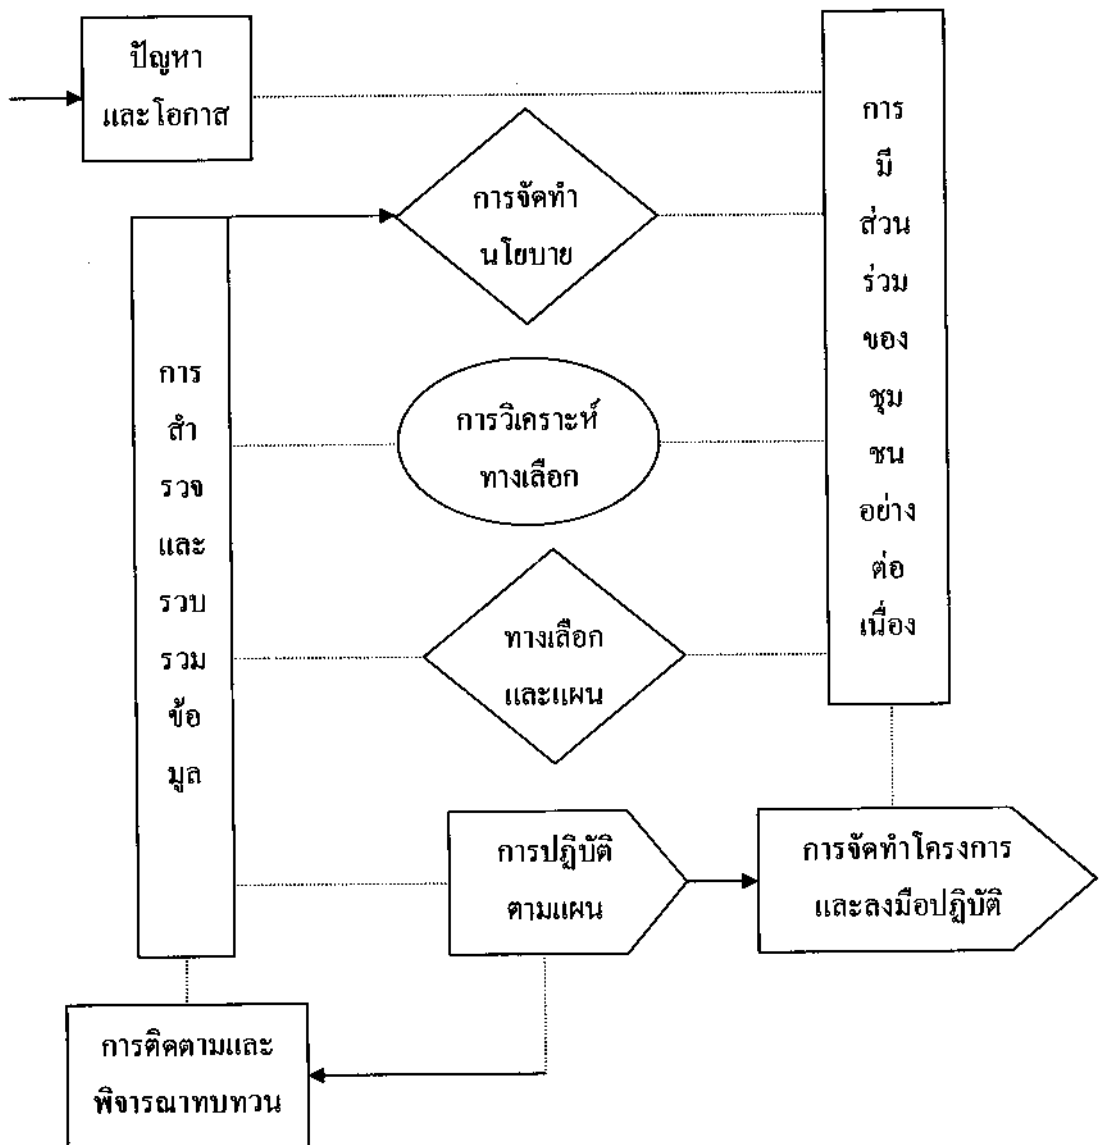 ปัญหา
และโอกาส
การจัดทำ
นโยบาย
การวิเคราะห์
ทางเลือก
ทางเลือก
และแผน
การปฏิบัติ
ตามแผน
การจัดทำโครงการ
และลงมือปฏิบัติ
การติดตามและ
พิจารณาทบทวน
การ
สำ
รวจ
และ
รวบ
รวม
ข้อ
มูล
การ
มี
ส่วน
ร่วม
ของ
ชุม
ชน
อย่าง
ต่อ
เนื่อง